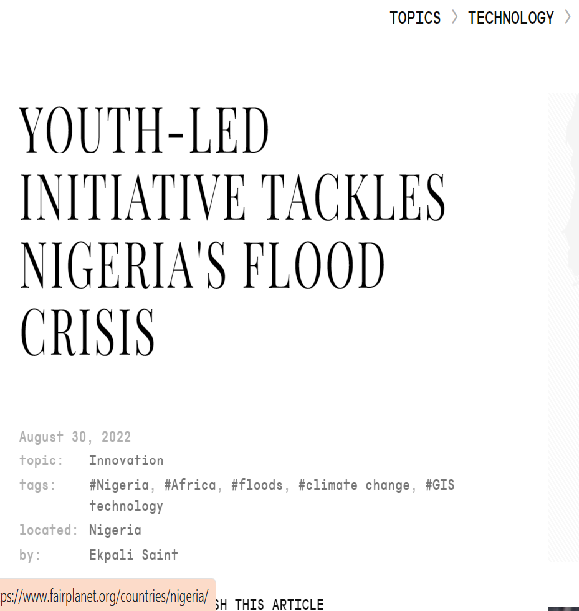 TOPICS > TECHNOLOGY >
YOUTH-LED
INITIATIVE TACKLES
NIGERIA'S FLOOD
CRISIS
August 30, 2022
topic: Innovation
tags: #Nigeria, #Africa, #floods, #climate change, #GIS
technology
located: Nigeria
by: Ekpali Saint
ps://www.fairplanet.org/countries/nigeria/ SH THIS ARTICLE